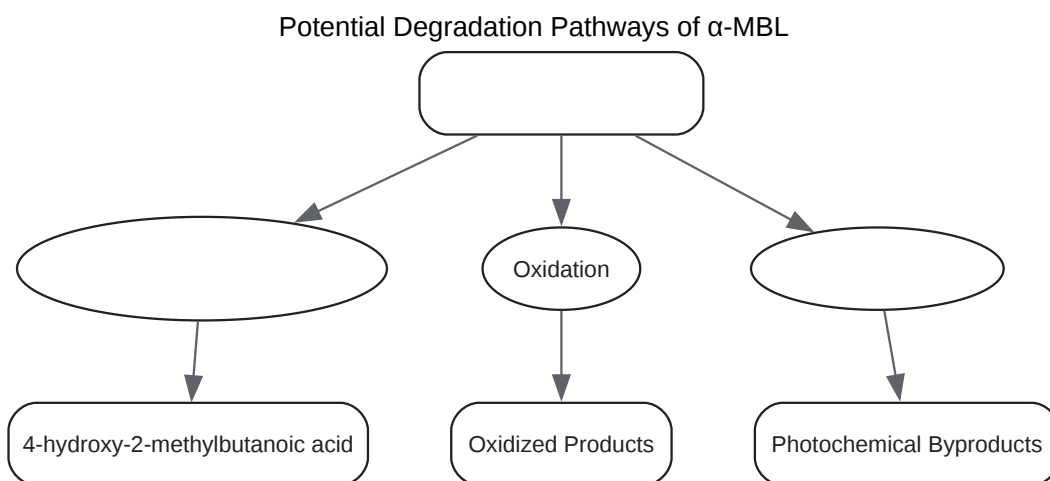 Potential Degradation Pathways of α-MBL
Oxidation
4-hydroxy-2-methylbutanoic acid
Oxidized Products
Photochemical Byproducts